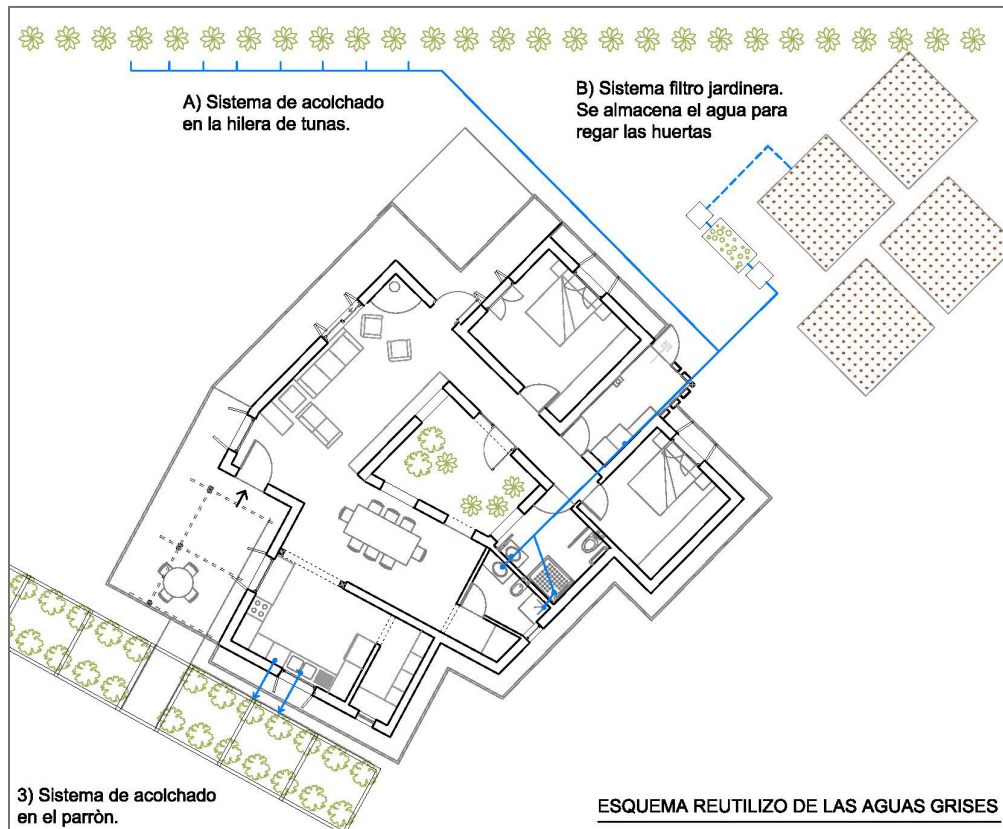 A) Sistema de acolchado
en la hilera de tunas.
B) Sistema filtro jardinera.
Se almacena el agua para
regar las huertas
3) Sistema de acolchado
en el parròn.
ESQUEMA REUTILIZO DE LAS AGUAS GRISES